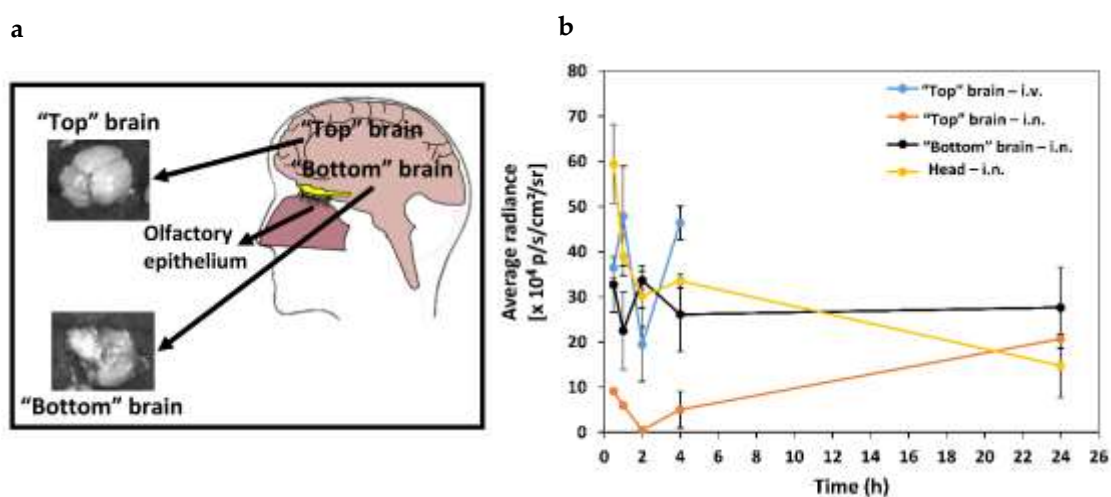 a
b
"Top" brain
"Top" brain
"Bottom" brain
Olfactory
epithelium
"Bottom" brain
Average radiance
[x 10⁴ p/s/cm²/sr]
80
70
60
50
40
30
20
10
0
"Top" brain – i.v.
"Top" brain – i.n.
"Bottom" brain – i.n.
Head – i.n.
0 2 4 6 8 10 12 14 16 18 20 22 24 26
Time (h)